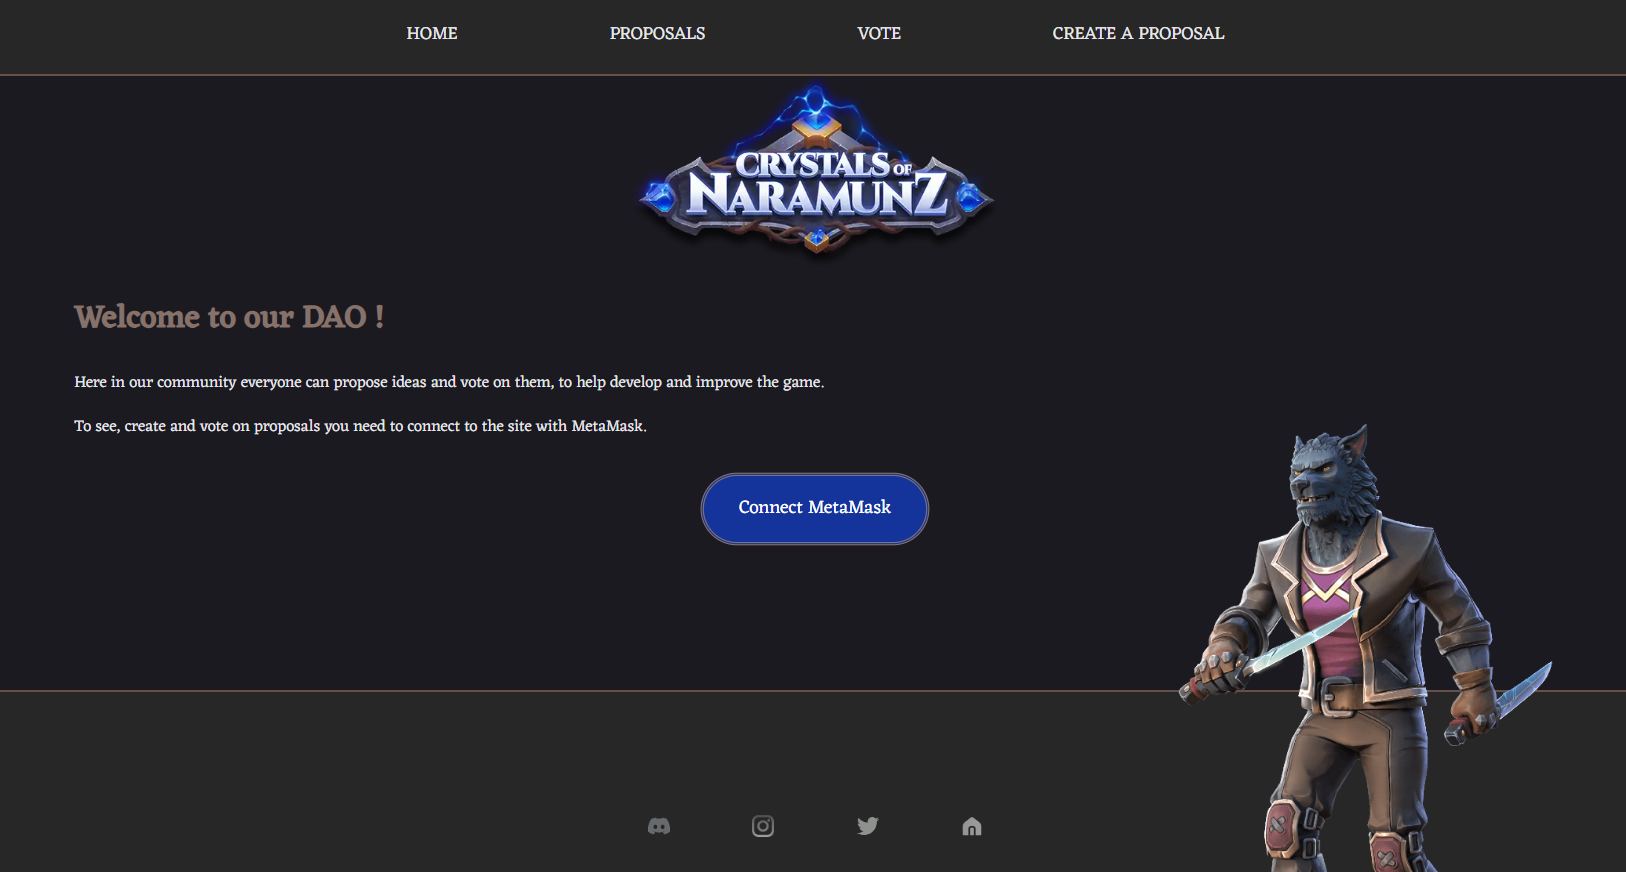 HOME PROPOSALS VOTE CREATE A PROPOSAL
CRYSTALS OF
NARAMUNZ
Welcome to our DAO !
Here in our community everyone can propose ideas and vote on them, to help develop and improve the game.
To see, create and vote on proposals you need to connect to the site with MetaMask.
Connect MetaMask